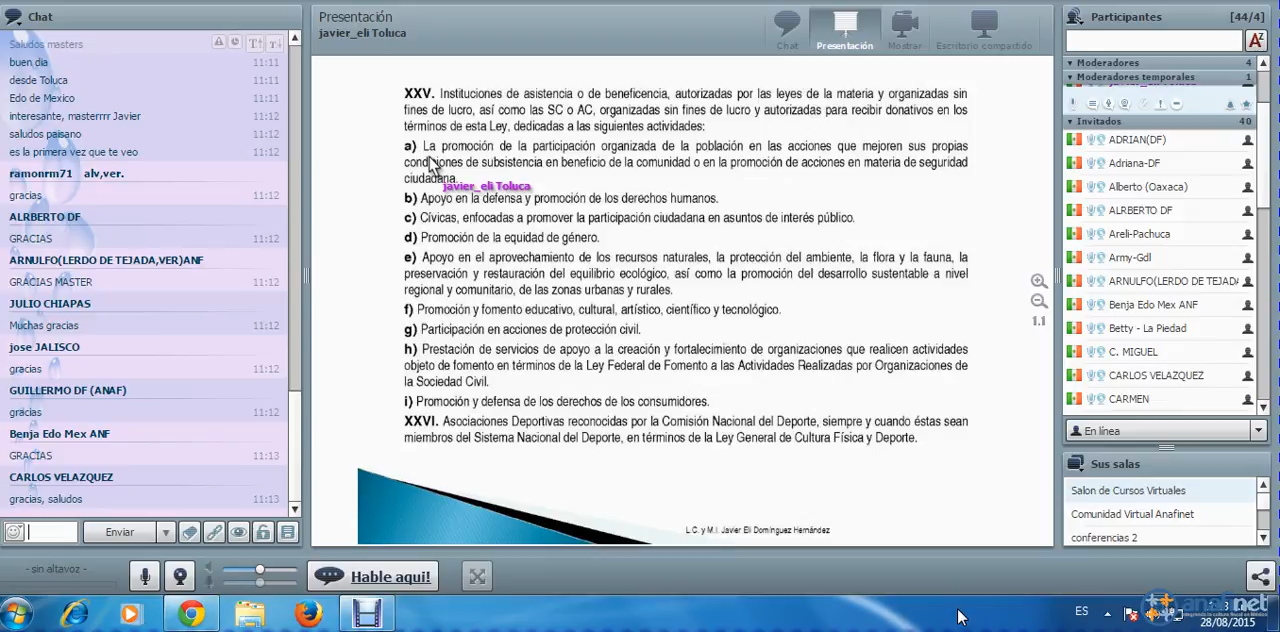 Chat
Saludos masters
buen dia 11:11
desde Toluca 11:11
Edo de Mexico 11:11
interesante, masterrrr Javier 11:11
saludos paisano 11:12
es la primera vez que te veo 11:12
ramonrm71 alv,ver.
gracias 11:12
ALRBERTO DF
GRACIAS 11:12
ARNULFO(LERDO DE TEJADA,VER)ANF
GRACIAS MASTER 11:12
JULIO CHIAPAS
Muchas gracias 11:12
jose JALISCO
gracias 11:12
GUILLERMO DF (ANAF)
gracias 11:12
Benja Edo Mex ANF
GRACIAS 11:13
CARLOS VELAZQUEZ
gracias, saludos 11:13
Enviar
- sin altavoz -
Hable aqui!
Presentación
javier_eli Toluca
Chat
Presentación
Mostrar
Escritorio compartido
XXV. Instituciones de asistencia o de beneficencia, autorizadas por las leyes de la materia y organizadas sin
fines de lucro, así como las SC o AC, organizadas sin fines de lucro y autorizadas para recibir donativos en los
términos de esta Ley, dedicadas a las siguientes actividades:
a) La promoción de la participación organizada de la población en las acciones que mejoren sus propias
condiciones de subsistencia en beneficio de la comunidad o en la promoción de acciones en materia de seguridad
ciudadana.
javier_eli Toluca
b) Apoyo en la defensa y promoción de los derechos humanos.
c) Cívicas, enfocadas a promover la participación ciudadana en asuntos de interés público.
d) Promoción de la equidad de género.
e) Apoyo en el aprovechamiento de los recursos naturales, la protección del ambiente, la flora y la fauna, la
preservación y restauración del equilibrio ecológico, así como la promoción del desarrollo sustentable a nivel
regional y comunitario, de las zonas urbanas y rurales.
f) Promoción y fomento educativo, cultural, artístico, científico y tecnológico.
g) Participación en acciones de protección civil.
h) Prestación de servicios de apoyo a la creación y fortalecimiento de organizaciones que realicen actividades
objeto de fomento en términos de la Ley Federal de Fomento a las Actividades Realizadas por Organizaciones de
la Sociedad Civil.
i) Promoción y defensa de los derechos de los consumidores.
XXVI. Asociaciones Deportivas reconocidas por la Comisión Nacional del Deporte, siempre y cuando éstas sean
miembros del Sistema Nacional del Deporte, en términos de la Ley General de Cultura Física y Deporte.
L.C. y M.I. Javier Eli Domínguez Hernández
1.1
Participantes [44/4]
Moderadores 4
Moderadores temporales 1
Invitados 40
ADRIAN(DF)
Adriana-DF
Alberto (Oaxaca)
ALRBERTO DF
Areli-Pachuca
Army-Gdl
ARNULFO(LERDO DE TEJADA
Benja Edo Mex ANF
Betty - La Piedad
C. MIGUEL
CARLOS VELAZQUEZ
CARMEN
En línea
Sus salas
Salon de Cursos Virtuales
Comunidad Virtual Anafinet
conferencias 2
ES
anafinet
28/08/2015